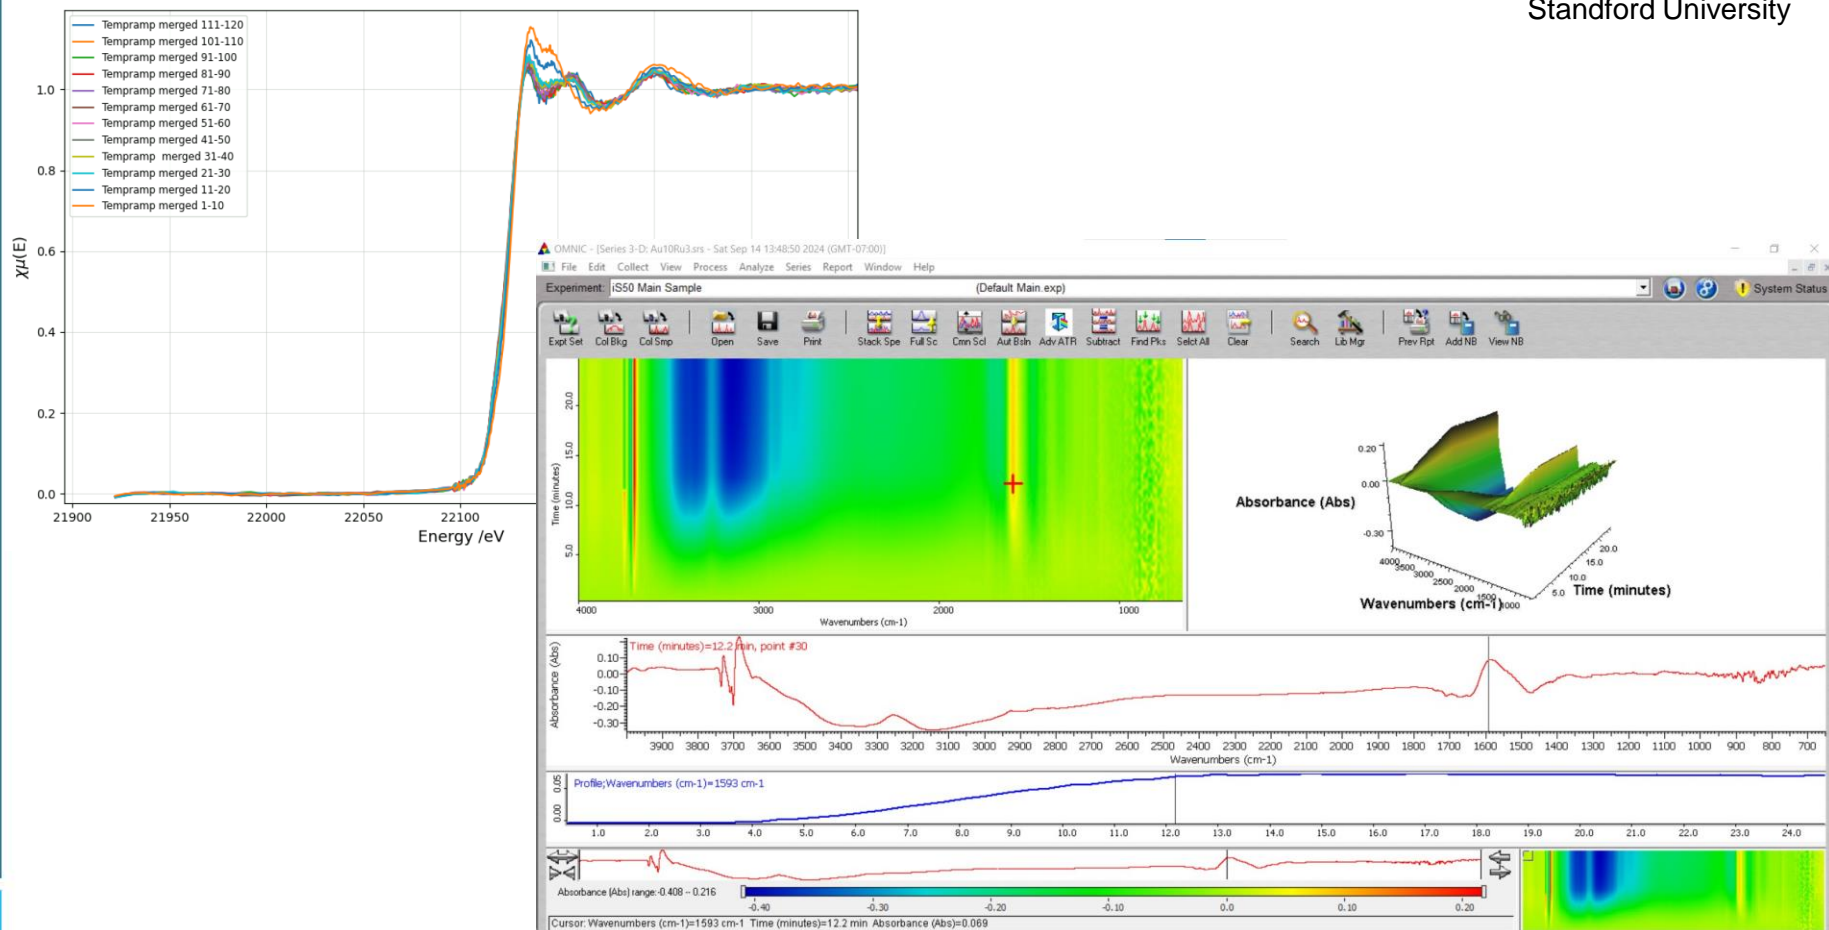 Standford University
Tempramp merged 111-120
Tempramp merged 101-110
Tempramp merged 91-100
Tempramp merged 81-90
Tempramp merged 71-80
Tempramp merged 61-70
Tempramp merged 51-60
Tempramp merged 41-50
Tempramp merged 31-40
Tempramp merged 21-30
Tempramp merged 11-20
Tempramp merged 1-10
1.0
0.8
0.6
0.4
0.2
0.0
χμ(E)
21900 21950 22000 22050 22100
Energy /eV
OMNIC - [Series 3-D: Au10Ru3.srs - Sat Sep 14 13:48:50 2024 (GMT-07:00)]
File Edit Collect View Process Analyze Series Report Window Help
Experiment: iS50 Main Sample (Default Main.exp) System Status
Expt Set Col Bkg Col Smp Open Save Print Stack Spe Full Sc Cmn Scl Aut Bsln Adv ATR Subtract Find Pks Selct All Clear Search Lib Mgr Prev Rpt Add NB View NB
20.0
15.0
10.0
5.0
Time (minutes)
4000 3000 2000 1000
Wavenumbers (cm-1)
0.20
0.00
-0.30
Absorbance (Abs)
4000 3500 3000 2500 2000 1500 1000
Wavenumbers (cm-1)
5.0 10.0 15.0 20.0
Time (minutes)
Time (minutes)=12.2 min, point #30
0.10
0.00
-0.10
-0.20
-0.30
Absorbance (Abs)
3900 3800 3700 3600 3500 3400 3300 3200 3100 3000 2900 2800 2700 2600 2500 2400 2300 2200 2100 2000 1900 1800 1700 1600 1500 1400 1300 1200 1100 1000 900 800 700
Wavenumbers (cm-1)
Profile;Wavenumbers (cm-1)=1593 cm-1
0.05
0.00
1.0 2.0 3.0 4.0 5.0 6.0 7.0 8.0 9.0 10.0 11.0 12.0 13.0 14.0 15.0 16.0 17.0 18.0 19.0 20.0 21.0 22.0 23.0 24.0
Absorbance (Abs) range:-0.408 -- 0.216
-0.40 -0.30 -0.20 -0.10 0.0 0.10 0.20
Cursor: Wavenumbers (cm-1)=1593 cm-1 Time (minutes)=12.2 min Absorbance (Abs)=0.069